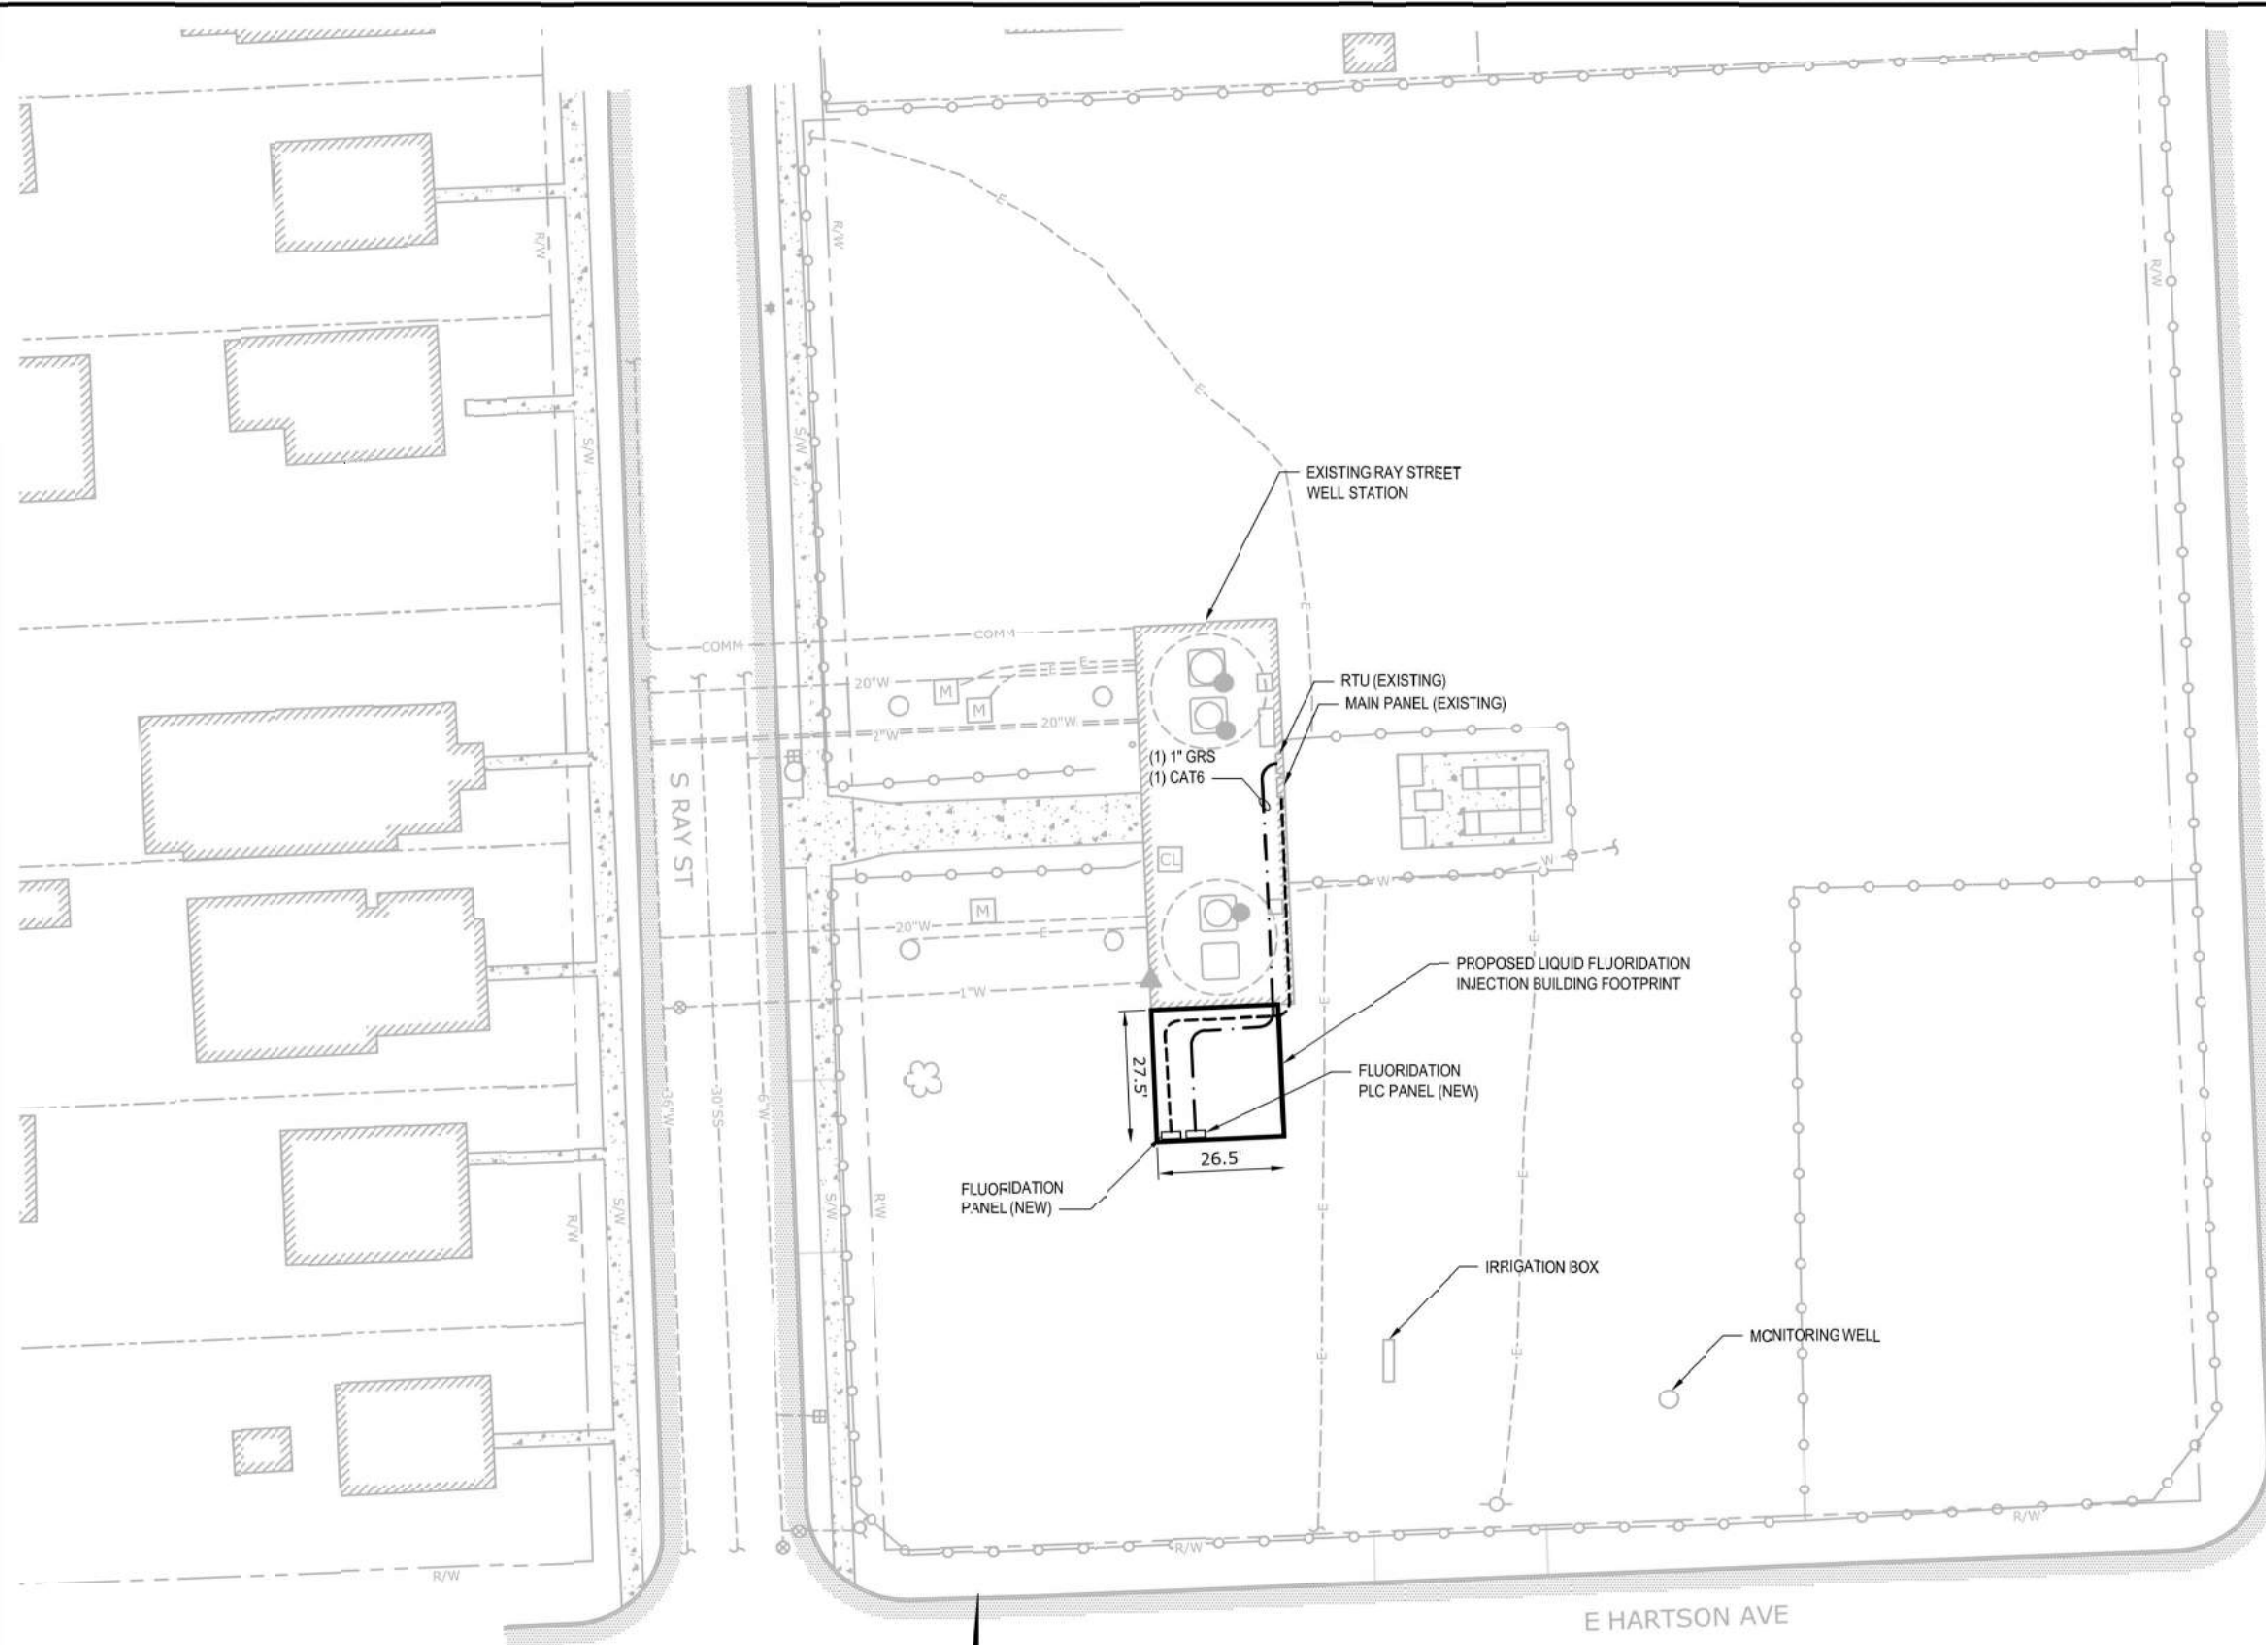 R/W
R/W
R/W
E
E
S/W
S/W
EXISTING RAY STREET
WELL STATION
E
COMM
COMM
RTU (EXISTING)
MAIN PANEL (EXISTING)
20'W
M
M
E
E
20"W
2"W
(1) 1" GRS
(1) CAT6
S RAY ST
CL
W
W
M
20"W
E
E
1"W
PROPOSED LIQUID FLUORIDATION
INJECTION BUILDING FOOTPRINT
E
27.5'
FLUORIDATION
PLC PANEL (NEW)
36"W
30'SS
6"W
26.5
FLUORIDATION
PANEL (NEW)
E
E
S/W
S/W
R/W
R/W
IRRIGATION BOX
MONITORING WELL
E
E
R/W
R/W
R/W
E HARTSON AVE